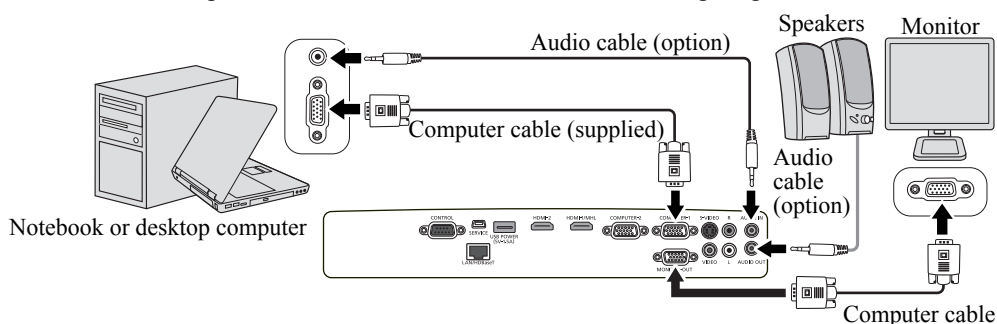 Speakers
Monitor
Audio cable (option)
Computer cable (supplied)
Audio
cable
(option)
Notebook or desktop computer
CONTROL
SERVICE
USB POWER
(5V⎓1.5A)
HDMI-2
HDMI-1/MHL
COMPUTER-2
S-VIDEO
R
LAN/HDBaseT
VIDEO
L
AUDIO OUT
Computer cable